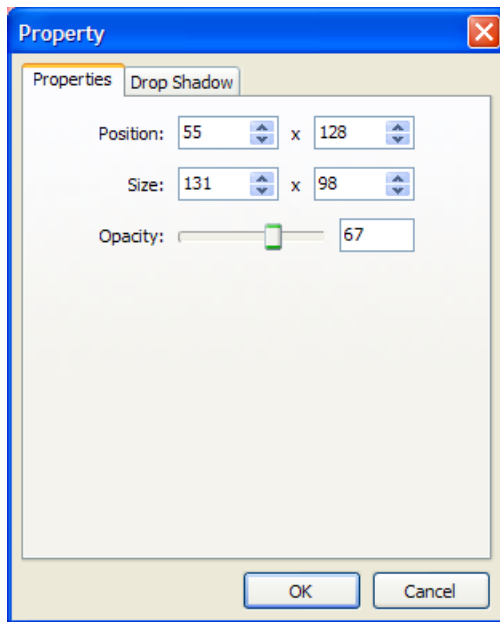 Property
Properties Drop Shadow
Position: 55 x 128
Size: 131 x 98
Opacity: 67
OK Cancel